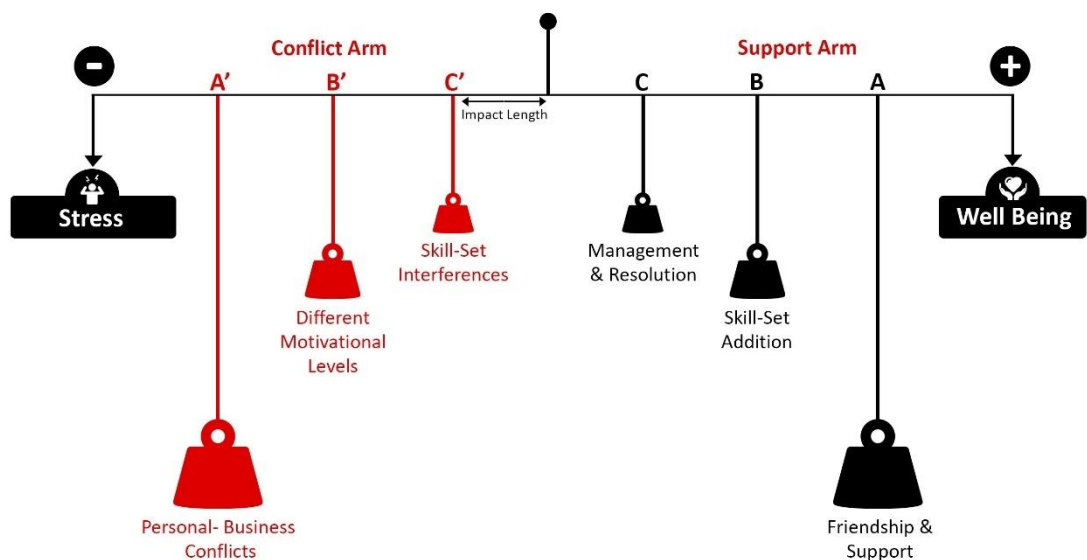 Conflict Arm
Support Arm
-
+
A’
B’
C’
C
B
A
Impact Length
Stress
Well Being
Skill-Set
Interferences
Management
& Resolution
Different
Motivational
Levels
Skill-Set
Addition
Personal- Business
Conflicts
Friendship &
Support